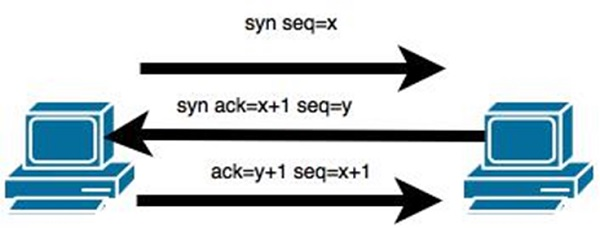 syn seq=x
syn ack=x+1 seq=y
ack=y+1 seq=x+1